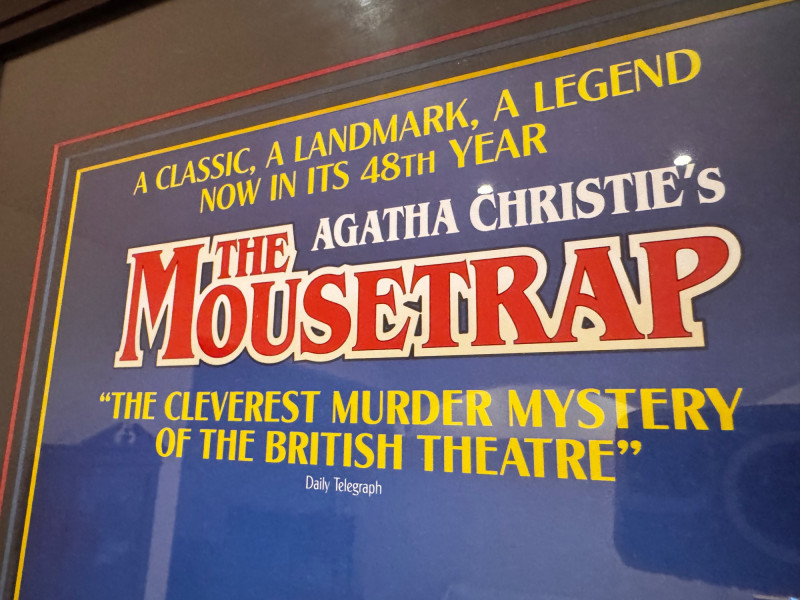 A CLASSIC, A LANDMARK, A LEGEND
NOW IN ITS 48TH YEAR
AGATHA CHRISTIE'S
THE
MOUSETRAP
“THE CLEVEREST MURDER MYSTERY
OF THE BRITISH THEATRE”
Daily Telegraph